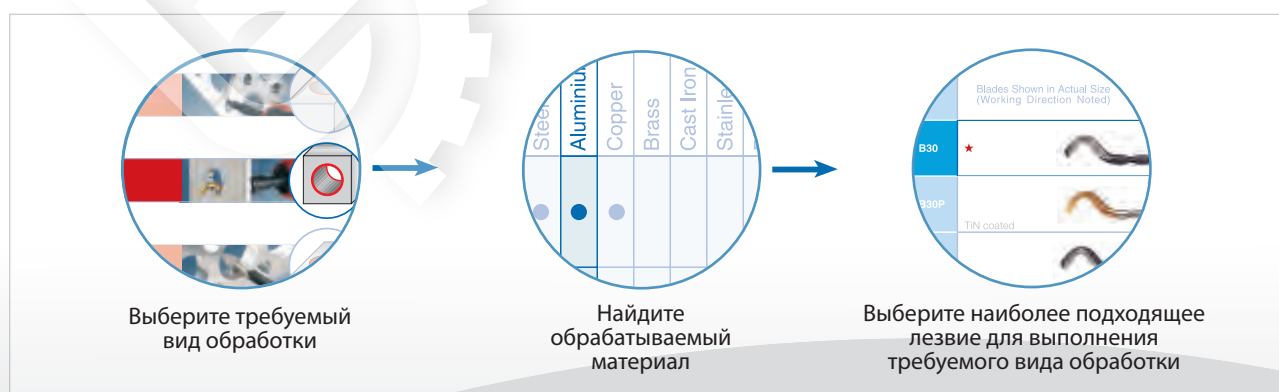 Steel
Aluminiu
Copper
Brass
Cast Iron
Stainle
Blades Shown in Actual Size
(Working Direction Noted)
B30
★
B30P
TiN coated
Выберите требуемый
вид обработки
Найдите
обрабатываемый
материал
Выберите наиболее подходящее
лезвие для выполнения
требуемого вида обработки